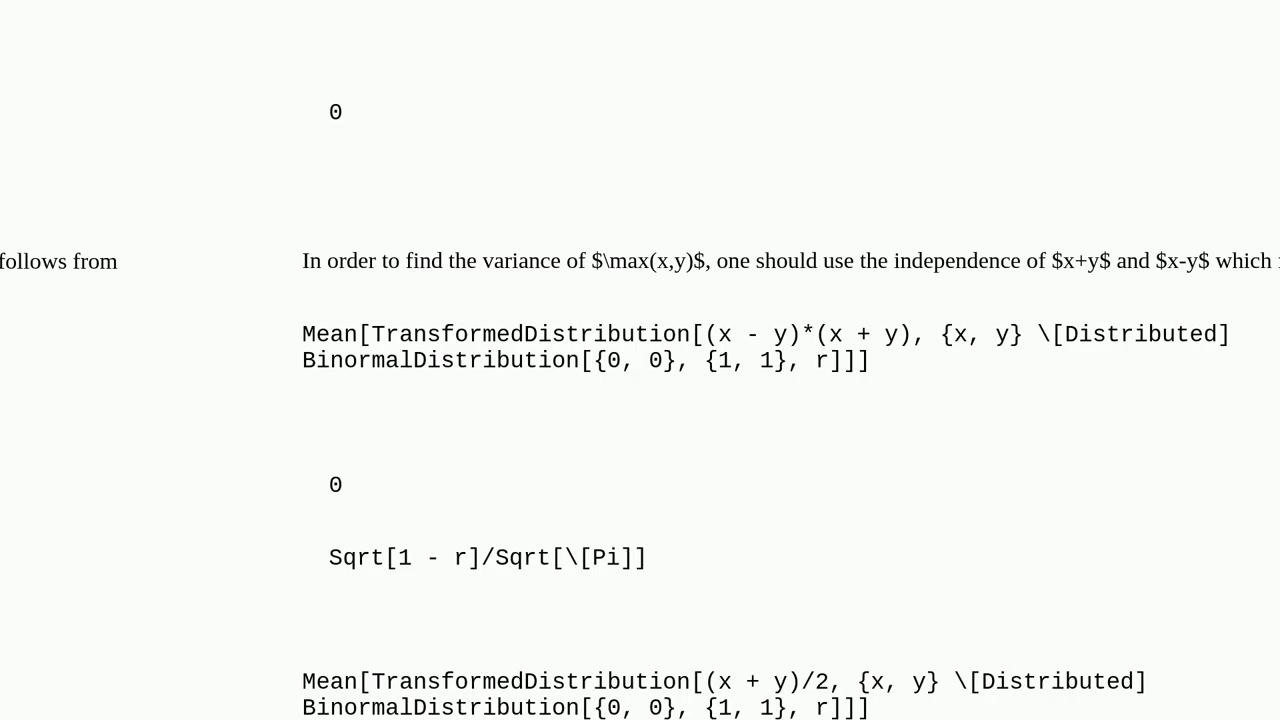 0
follows from
In order to find the variance of $\max(x,y)$, one should use the independence of $x+y$ and $x-y$ which
Mean[TransformedDistribution[(x - y)*(x + y), {x, y} \[Distributed]
BinormalDistribution[{0, 0}, {1, 1}, r]]]
0
Sqrt[1 - r]/Sqrt[\[Pi]]
Mean[TransformedDistribution[(x + y)/2, {x, y} \[Distributed]
BinormalDistribution[{0, 0}, {1, 1}, r]]]